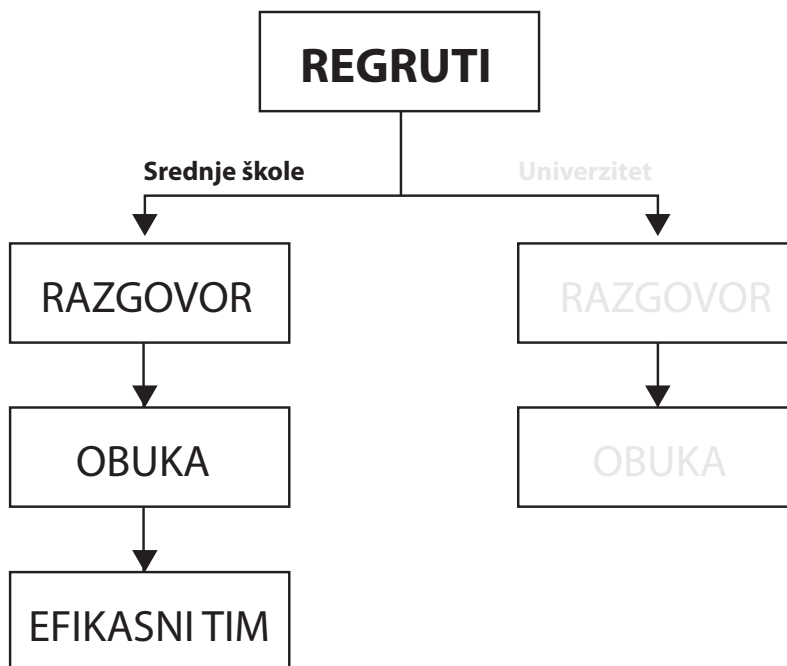 REGRUTI
Srednje škole
Univerzitet
RAZGOVOR
RAZGOVOR
OBUKA
OBUKA
EFIKASNI TIM